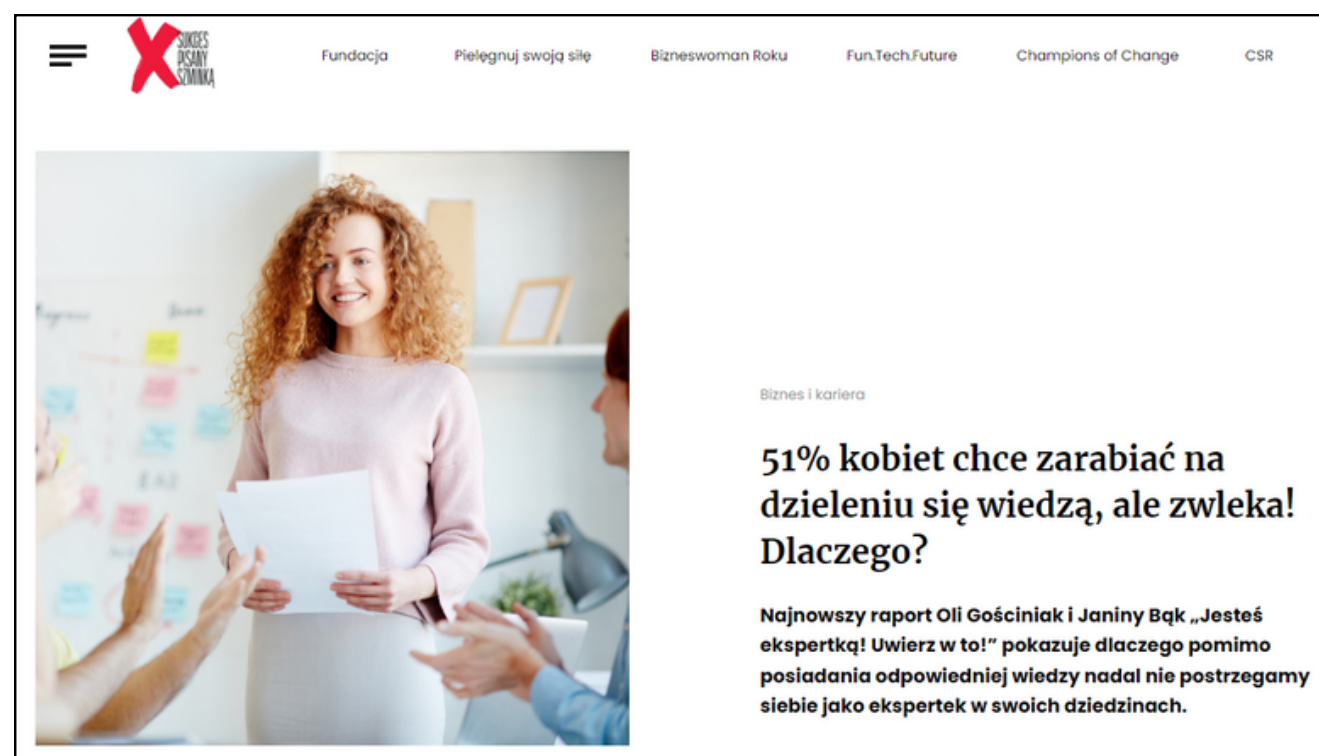 SUKCES
PISANY
SZMINKĄ
Fundacja
Pielęgnuj swoją siłę
Bizneswoman Roku
Fun.Tech.Future
Champions of Change
CSR
Biznes i kariera
51% kobiet chce zarabiać na
dzieleniu się wiedzą, ale zwleka!
Dlaczego?
Najnowszy raport Oli Gościniak i Janiny Bąk „Jesteś
ekspertką! Uwierz w to!” pokazuje dlaczego pomimo
posiadania odpowiedniej wiedzy nadal nie postrzegamy
siebie jako ekspertek w swoich dziedzinach.